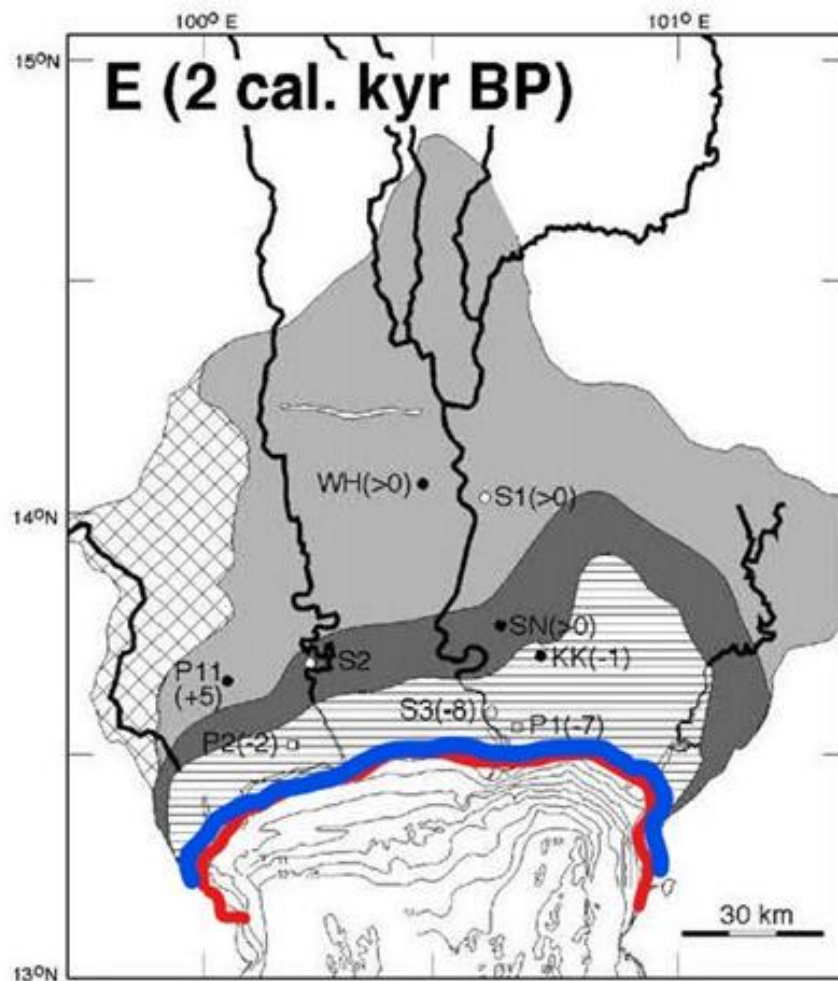 100° E 101° E
15°N
E (2 cal. kyr BP)
WH(>0) S1(>0)
14°N
SN(>0)
S2 KK(-1)
P11
(+5)
S3(-8)
P1(-7)
P2(-2)
30 km
13°N